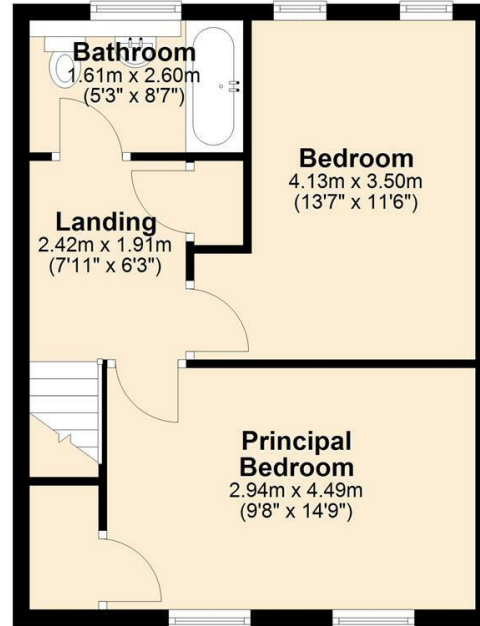 Bathroom
1.61m x 2.60m
(5'3" x 8'7")
Bedroom
4.13m x 3.50m
(13'7" x 11'6")
Landing
2.42m x 1.91m
(7'11" x 6'3")
Principal
Bedroom
2.94m x 4.49m
(9'8" x 14'9")